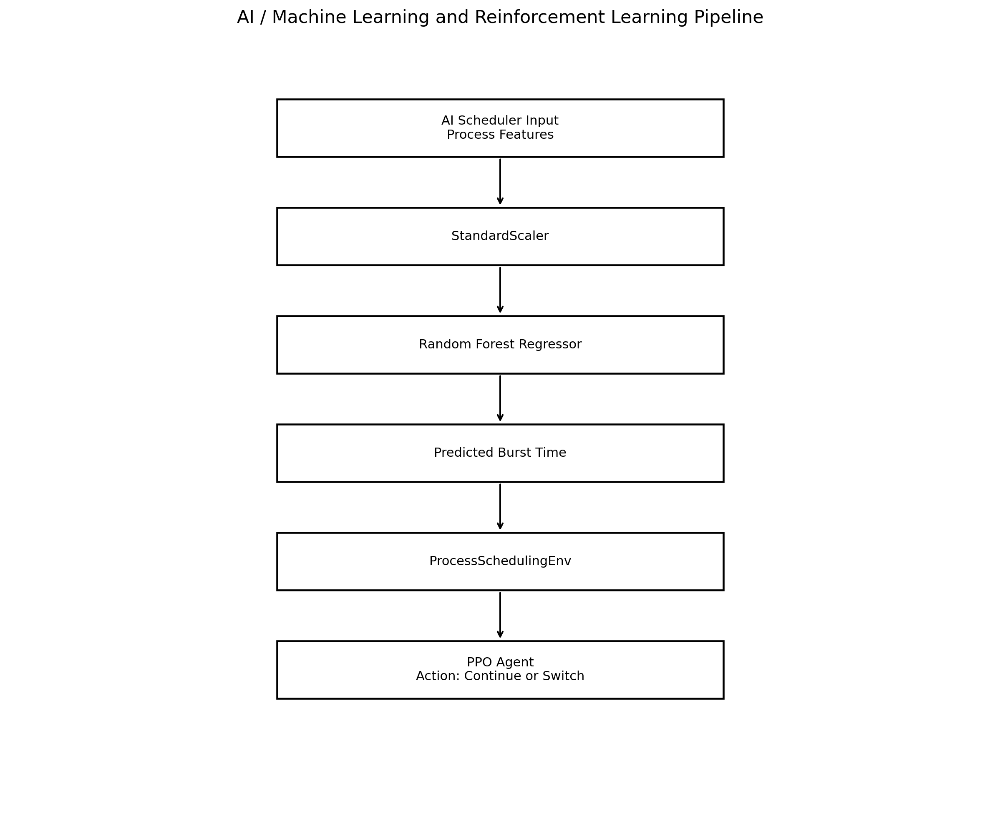 AI / Machine Learning and Reinforcement Learning Pipeline
AI Scheduler Input
Process Features
StandardScaler
Random Forest Regressor
Predicted Burst Time
ProcessSchedulingEnv
PPO Agent
Action: Continue or Switch